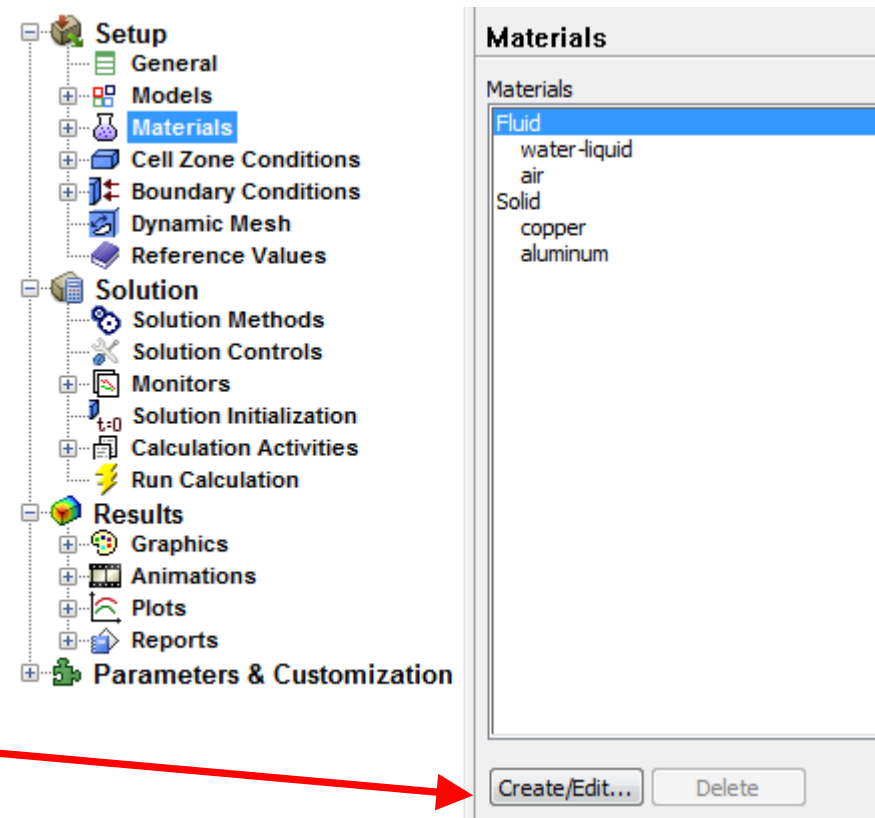 Setup
General
Models
Materials
Cell Zone Conditions
Boundary Conditions
Dynamic Mesh
Reference Values
Solution
Solution Methods
Solution Controls
Monitors
t=0 Solution Initialization
Calculation Activities
Run Calculation
Results
Graphics
Animations
Plots
Reports
Parameters & Customization
Materials
Materials
Fluid
water-liquid
air
Solid
copper
aluminum
Create/Edit... Delete